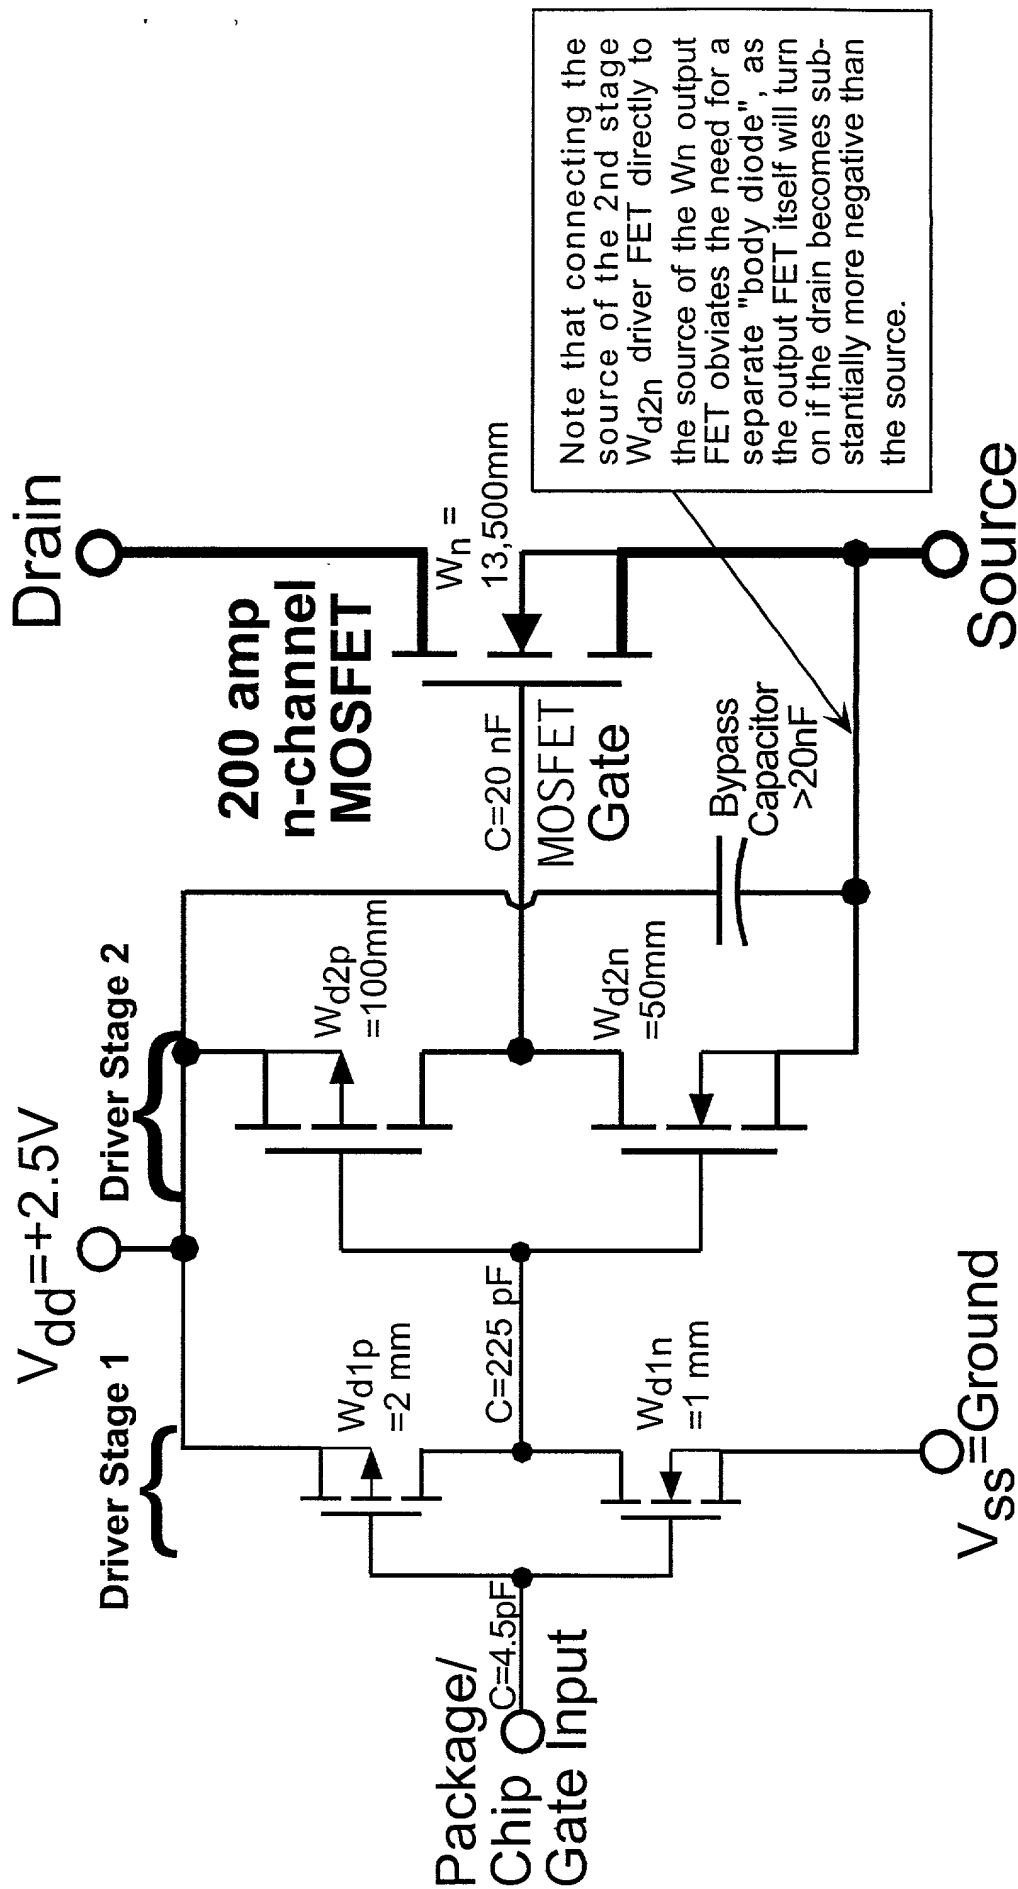 Package/
Chip
Gate Input
C=4.5pF
Driver Stage 1
Wd1p
=2 mm
Wd1n
=1 mm
Vss=Ground
C=225 pF
Vdd=+2.5V
Driver Stage 2
Wd2p
=100mm
Wd2n
=50mm
Bypass
Capacitor
>20nF
C=20 nF
MOSFET
Gate
200 amp
n-channel
MOSFET
Wn =
13,500mm
Drain
Source
Note that connecting the
source of the 2nd stage
Wd2n driver FET directly to
the source of the Wn output
FET obviates the need for a
separate "body diode", as
the output FET itself will turn
on if the drain becomes sub-
stantially more negative than
the source.